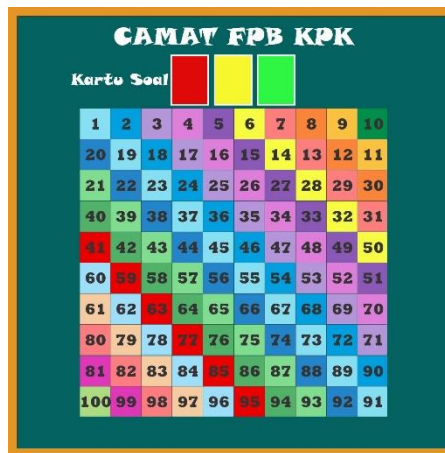 CAMAT FPB KPK
Kartu Soal
1 2 3 4 5 6 7 8 9 10
20 19 18 17 16 15 14 13 12 11
21 22 23 24 25 26 27 28 29 30
40 39 38 37 36 35 34 33 32 31
41 42 43 44 45 46 47 48 49 50
60 59 58 57 56 55 54 53 52 51
61 62 63 64 65 66 67 68 69 70
80 79 78 77 76 75 74 73 72 71
81 82 83 84 85 86 87 88 89 90
100 99 98 97 96 95 94 93 92 91